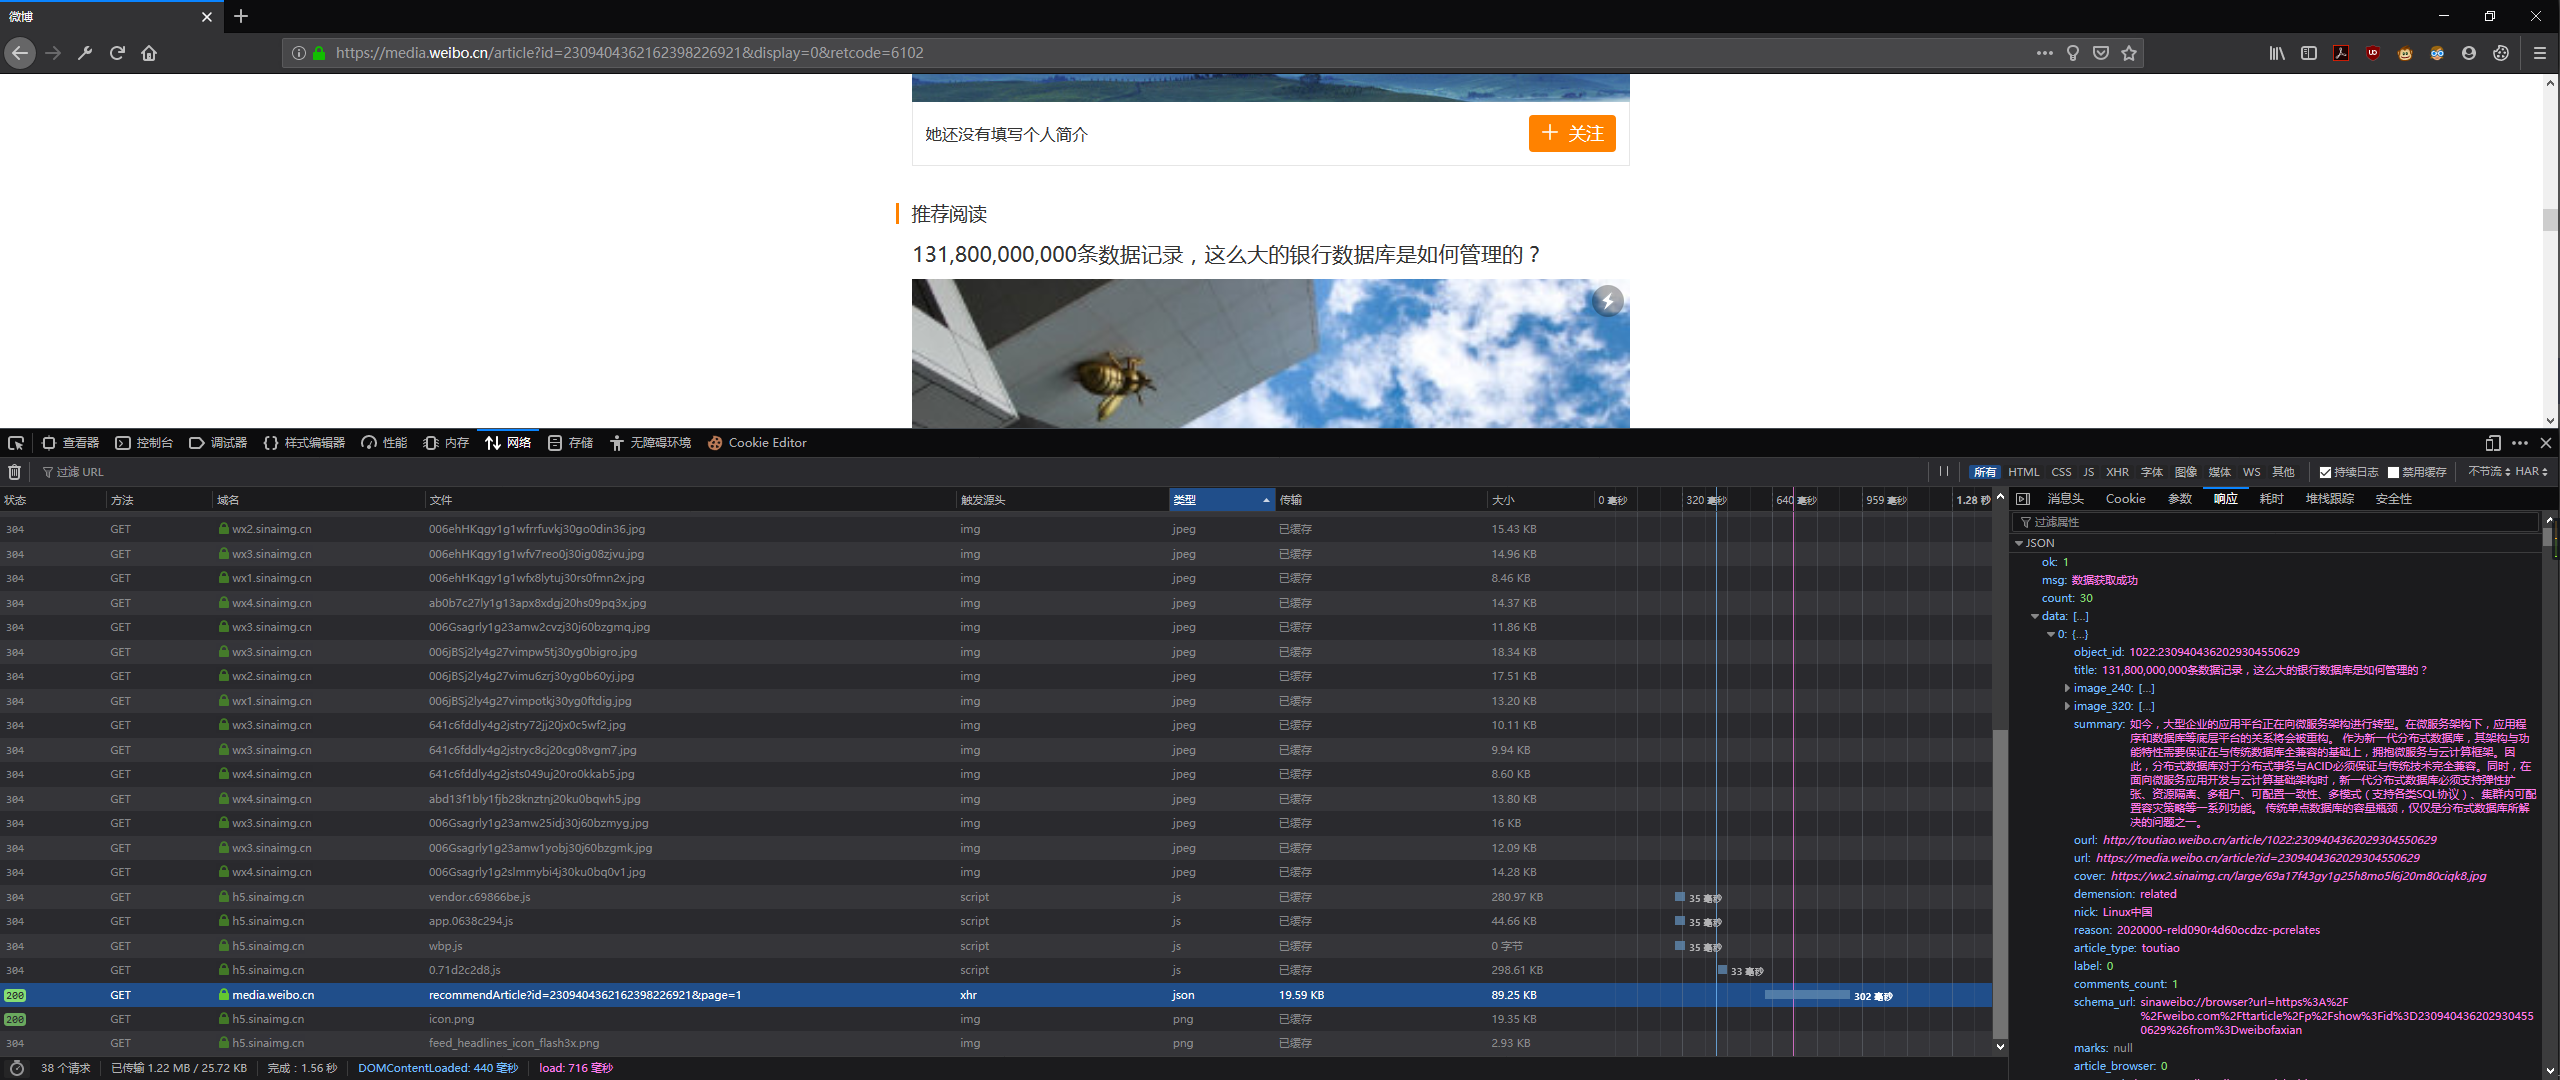 微博
https://media.weibo.cn/article?id=2309404362162398226921&display=0&retcode=6102
她还没有填写个人简介
关注
推荐阅读
131,800,000,000条数据记录，这么大的银行数据库是如何管理的？
查看器 控制台 调试器 样式编辑器 性能 内存 网络 存储 无障碍环境 Cookie Editor
过滤 URL
所有 HTML CSS JS XHR 字体 图像 媒体 WS 其他 持续日志 禁用缓存 不节流 HAR
状态 方法 域名 文件 触发源头 类型 传输 大小 0 毫秒 320 毫秒 640 毫秒 959 毫秒 1.28 秒
304 GET wx2.sinaimg.cn 006ehHKqgy1g1wfrrfuvkj30go0din36.jpg img jpeg 已缓存 15.43 KB
304 GET wx3.sinaimg.cn 006ehHKqgy1g1wfv7reo0j30ig08zjvu.jpg img jpeg 已缓存 14.96 KB
304 GET wx1.sinaimg.cn 006ehHKqgy1g1wfx8lytuj30rs0fmn2x.jpg img jpeg 已缓存 8.46 KB
304 GET wx4.sinaimg.cn ab0b7c27ly1g13apx8xdgj20hs09pq3x.jpg img jpeg 已缓存 14.37 KB
304 GET wx3.sinaimg.cn 006Gsagrly1g23amw2cvzj30j60bzgmq.jpg img jpeg 已缓存 11.86 KB
304 GET wx3.sinaimg.cn 006jBSj2ly4g27vimpw5tj30yg0bigro.jpg img jpeg 已缓存 18.34 KB
304 GET wx2.sinaimg.cn 006jBSj2ly4g27vimu6zrj30yg0b60yj.jpg img jpeg 已缓存 17.51 KB
304 GET wx1.sinaimg.cn 006jBSj2ly4g27vimpotkj30yg0ftdig.jpg img jpeg 已缓存 13.20 KB
304 GET wx3.sinaimg.cn 641c6fddly4g2jstry72jj20jx0c5wf2.jpg img jpeg 已缓存 10.11 KB
304 GET wx3.sinaimg.cn 641c6fddly4g2jstryc8cj20cg08vgm7.jpg img jpeg 已缓存 9.94 KB
304 GET wx4.sinaimg.cn 641c6fddly4g2jsts049uj20ro0kkab5.jpg img jpeg 已缓存 8.60 KB
304 GET wx4.sinaimg.cn abd13f1bly1fjb28knztnj20ku0bqwh5.jpg img jpeg 已缓存 13.80 KB
304 GET wx3.sinaimg.cn 006Gsagrly1g23amw25idj30j60bzmyg.jpg img jpeg 已缓存 16 KB
304 GET wx3.sinaimg.cn 006Gsagrly1g23amw1yobj30j60bzgmk.jpg img jpeg 已缓存 12.09 KB
304 GET wx4.sinaimg.cn 006Gsagrly1g2slmmybi4j30ku0bq0v1.jpg img jpeg 已缓存 14.28 KB
304 GET h5.sinaimg.cn vendor.c69866be.js script js 已缓存 280.97 KB 35 毫秒
304 GET h5.sinaimg.cn app.0638c294.js script js 已缓存 44.66 KB 35 毫秒
304 GET h5.sinaimg.cn wbp.js script js 已缓存 0 字节 35 毫秒
304 GET h5.sinaimg.cn 0.71d2c2d8.js script js 已缓存 298.61 KB 33 毫秒
200 GET media.weibo.cn recommendArticle?id=2309404362162398226921&page=1 xhr json 19.59 KB 89.25 KB 302 毫秒
200 GET h5.sinaimg.cn icon.png img png 已缓存 19.35 KB
304 GET h5.sinaimg.cn feed_headlines_icon_flash3x.png img png 已缓存 2.93 KB
38 个请求 已传输 1.22 MB / 25.72 KB 完成：1.56 秒 DOMContentLoaded: 440 毫秒 load: 716 毫秒
消息头 Cookie 参数 响应 耗时 堆栈跟踪 安全性
过滤属性
JSON
ok: 1
msg: 数据获取成功
count: 30
data: […]
0: {…}
object_id: 1022:2309404362029304550629
title: 131,800,000,000条数据记录，这么大的银行数据库是如何管理的？
image_240: […]
image_320: […]
summary: 如今，大型企业的应用平台正在向微服务架构进行转型。在微服务架构下，应用程
序和数据库等底层平台的关系将会被重构。 作为新一代分布式数据库，其架构与功
能特性需要保证在与传统数据库全兼容的基础上，拥抱微服务与云计算框架。因
此，分布式数据库对于分布式事务与ACID必须保证与传统技术完全兼容。同时，在
面向微服务应用开发与云计算基础架构时，新一代分布式数据库必须支持弹性扩
张、资源隔离、多租户、可配置一致性、多模式（支持各类SQL协议）、集群内可配
置容灾策略等一系列功能。 传统单点数据库的容量瓶颈，仅仅是分布式数据库所解
决的问题之一。
ourl: http://toutiao.weibo.cn/article/1022:2309404362029304550629
url: https://media.weibo.cn/article?id=2309404362029304550629
cover: https://wx2.sinaimg.cn/large/69a17f43gy1g25h8mo5l6j20m80ciqk8.jpg
demension: related
nick: Linux中国
reason: 2020000-reld090r4d60ocdzc-pcrelates
article_type: toutiao
label: 0
comments_count: 1
schema_url: sinaweibo://browser?url=https%3A%2F
%2Fweibo.com%2Fttarticle%2Fp%2Fshow%3Fid%3D230940436202930455
0629%26from%3Dweibofaxian
marks: null
article_browser: 0